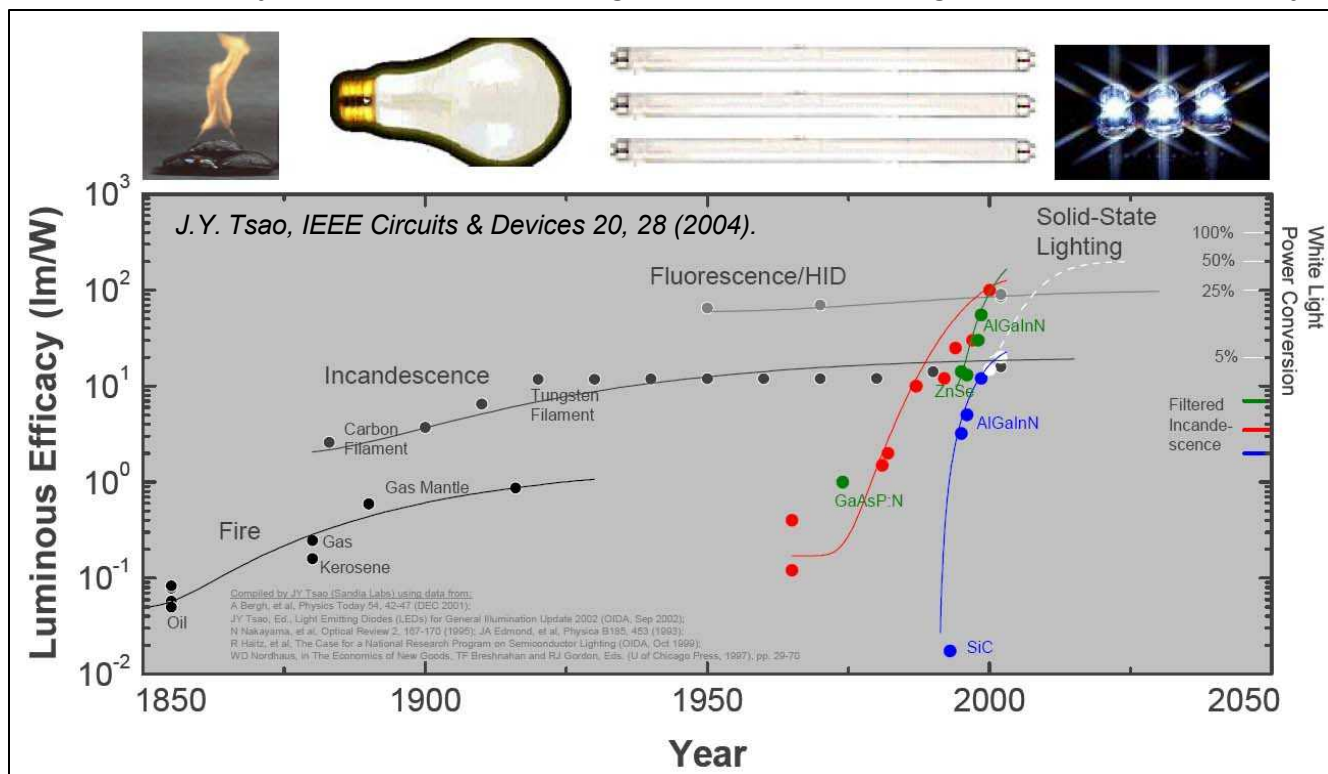 J.Y. Tsao, IEEE Circuits & Devices 20, 28 (2004).
Luminous Efficacy (lm/W)
10³
10²
10¹
10⁰
10⁻¹
10⁻²
Solid-State
Lighting
100%
50%
25%
5%
White Light
Power Conversion
Fluorescence/HID
AlGaInN
Incandescence
Tungsten
Filament
ZnSe
Carbon
Filament
AlGaInN
Filtered
Incande-
scence
Gas Mantle
GaAsP:N
Fire
Gas
Kerosene
Oil
SiC
Compiled by JY Tsao (Sandia Labs) using data from:
A Bergh, et al, Physics Today 54, 42-47 (DEC 2001);
JY Tsao, Ed., Light Emitting Diodes (LEDs) for General Illumination Update 2002 (OIDA, Sep 2002);
N Nakayama, et al, Optical Review 2, 167-170 (1995); JA Edmond, et al, Physica B185, 453 (1993);
R Haitz, et al, The Case for a National Research Program on Semiconductor Lighting (OIDA, Oct 1999);
WD Nordhaus, in The Economics of New Goods, TF Breshnahan and RJ Gordon, Eds. (U of Chicago Press, 1997), pp. 29-70
1850
1900
1950
2000
2050
Year